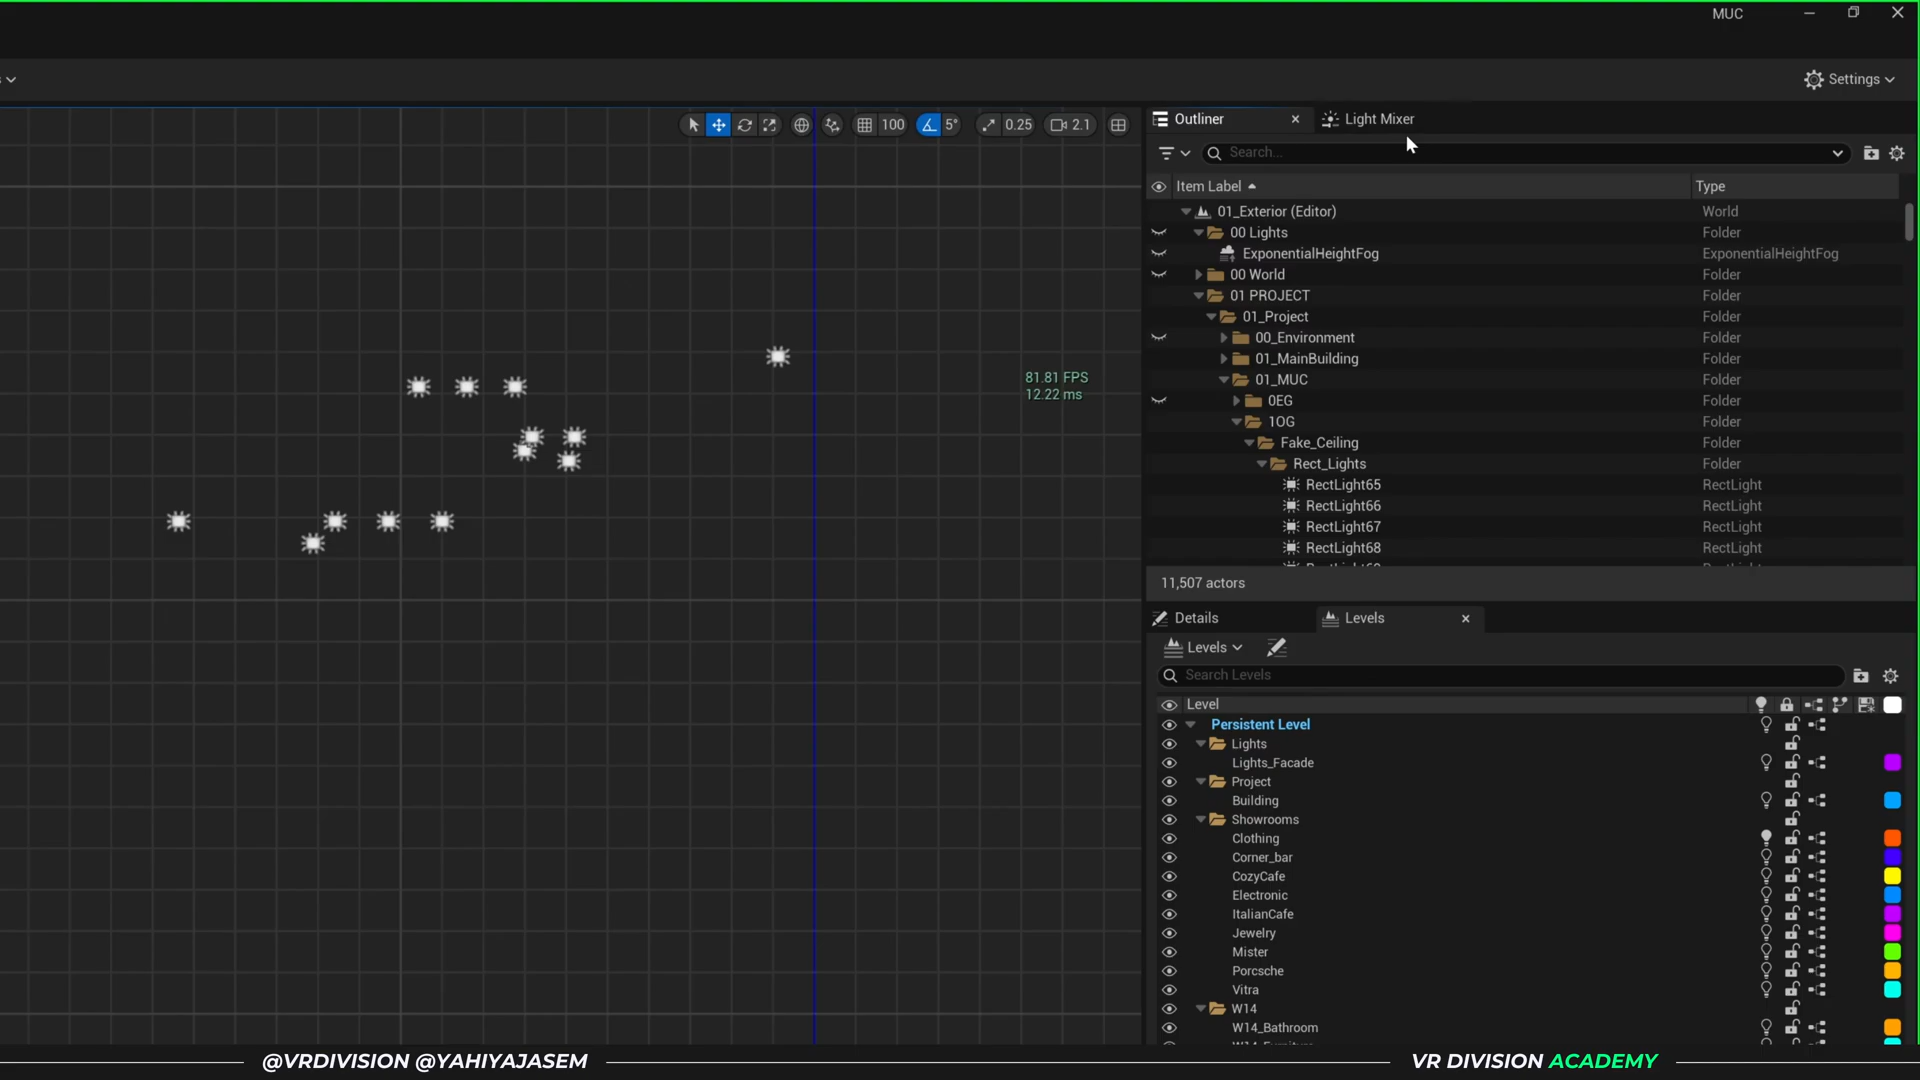 MUC
Settings
100
5°
0.25
2.1
Outliner
Light Mixer
Search...
Item Label
Type
01_Exterior (Editor)
World
00 Lights
Folder
ExponentialHeightFog
ExponentialHeightFog
00 World
Folder
01 PROJECT
Folder
01_Project
Folder
00_Environment
Folder
01_MainBuilding
Folder
01_MUC
Folder
0EG
Folder
1OG
Folder
Fake_Ceiling
Folder
Rect_Lights
Folder
RectLight65
RectLight
RectLight66
RectLight
RectLight67
RectLight
RectLight68
RectLight
81.81 FPS
12.22 ms
11,507 actors
Details
Levels
Levels
Search Levels
Level
Persistent Level
Lights
Lights_Facade
Project
Building
Showrooms
Clothing
Corner_bar
CozyCafe
Electronic
ItalianCafe
Jewelry
Mister
Porcsche
Vitra
W14
W14_Bathroom
@VRDIVISION @YAHIYAJASEM
VR DIVISION ACADEMY